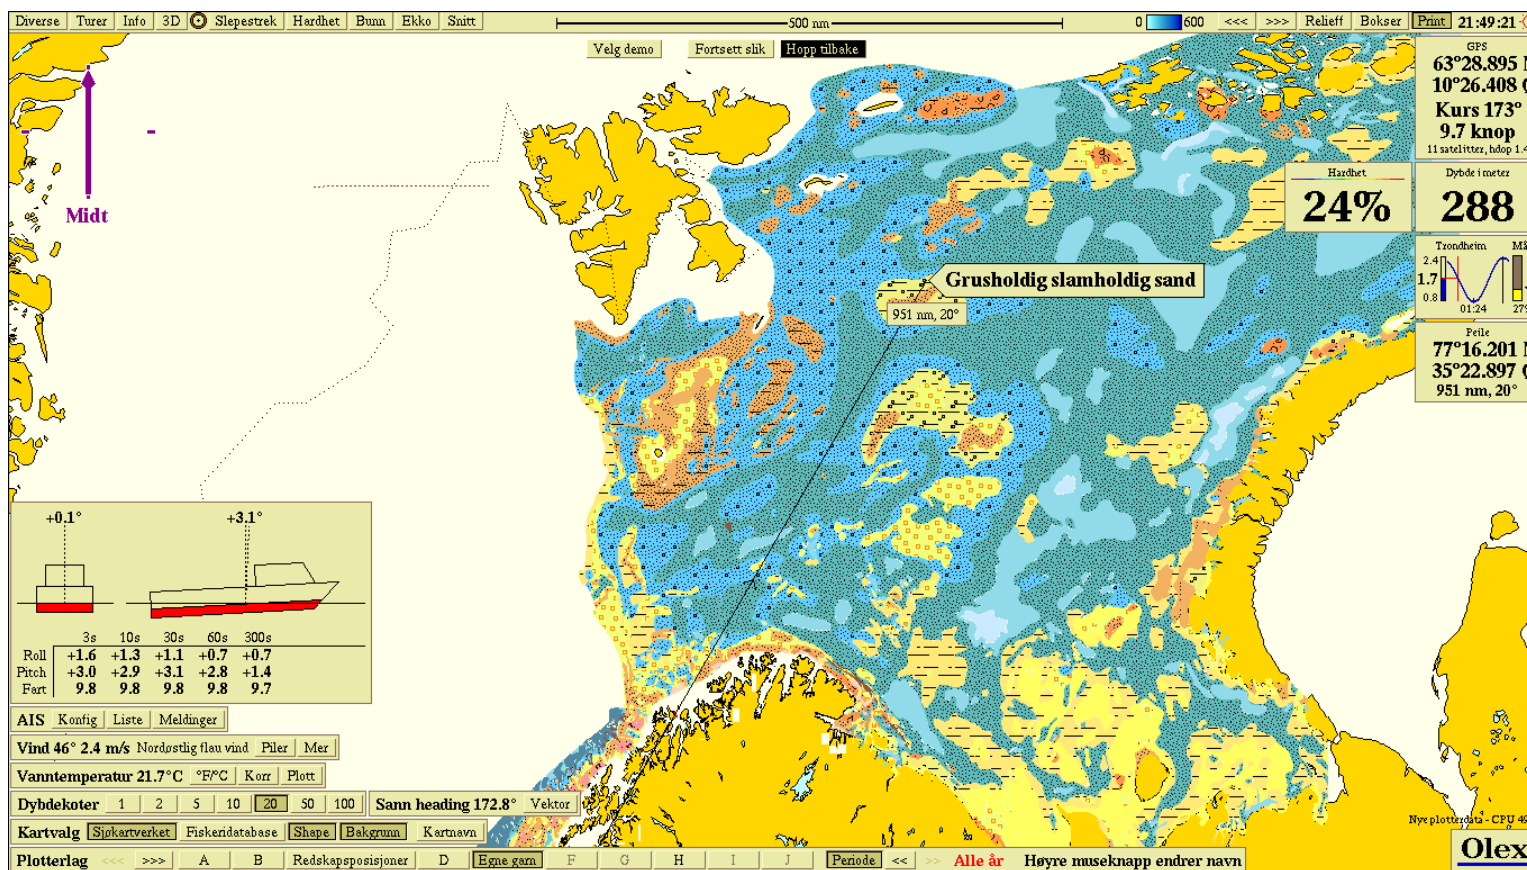 Diverse Turer Info 3D Slepestrek Hardhet Bunn Ekko Snitt
500 nm
0 600 <<< >>> Relieff Bokser Print 21:49:21
Velg demo Fortsett slik Hopp tilbake
GPS
63°28.895 N
10°26.408
Kurs 173°
9.7 knop
11 satelitter, hdop 1.4
Hardhet
24%
Dybde i meter
288
Midt
Trondheim
2.4
1.7
0.8
01:24
Må
279
Peile
77°16.201 N
35°22.897
951 nm, 20°
Grusholdig slamholdig sand
951 nm, 20°
+0.1° +3.1°
3s 10s 30s 60s 300s
Roll +1.6 +1.3 +1.1 +0.7 +0.7
Pitch +3.0 +2.9 +3.1 +2.8 +1.4
Fart 9.8 9.8 9.8 9.8 9.7
AIS Konfig Liste Meldinger
Vind 46° 2.4 m/s Nordøstlig flau vind Piler Mer
Vanntemperatur 21.7°C °F/°C Korr Plott
Dybdekoter 1 2 5 10 20 50 100 Sann heading 172.8° Vektor
Kartvalg Sjøkartverket Fiskeridatabase Shape Bakgrunn Kartnavn
Nye plotterdata - CPU 49
Plotterlag <<< >>> A B Redskapsposisjoner D Egne garn F G H I J Periode << >> Alle år Høyre museknapp endrer navn
Olex